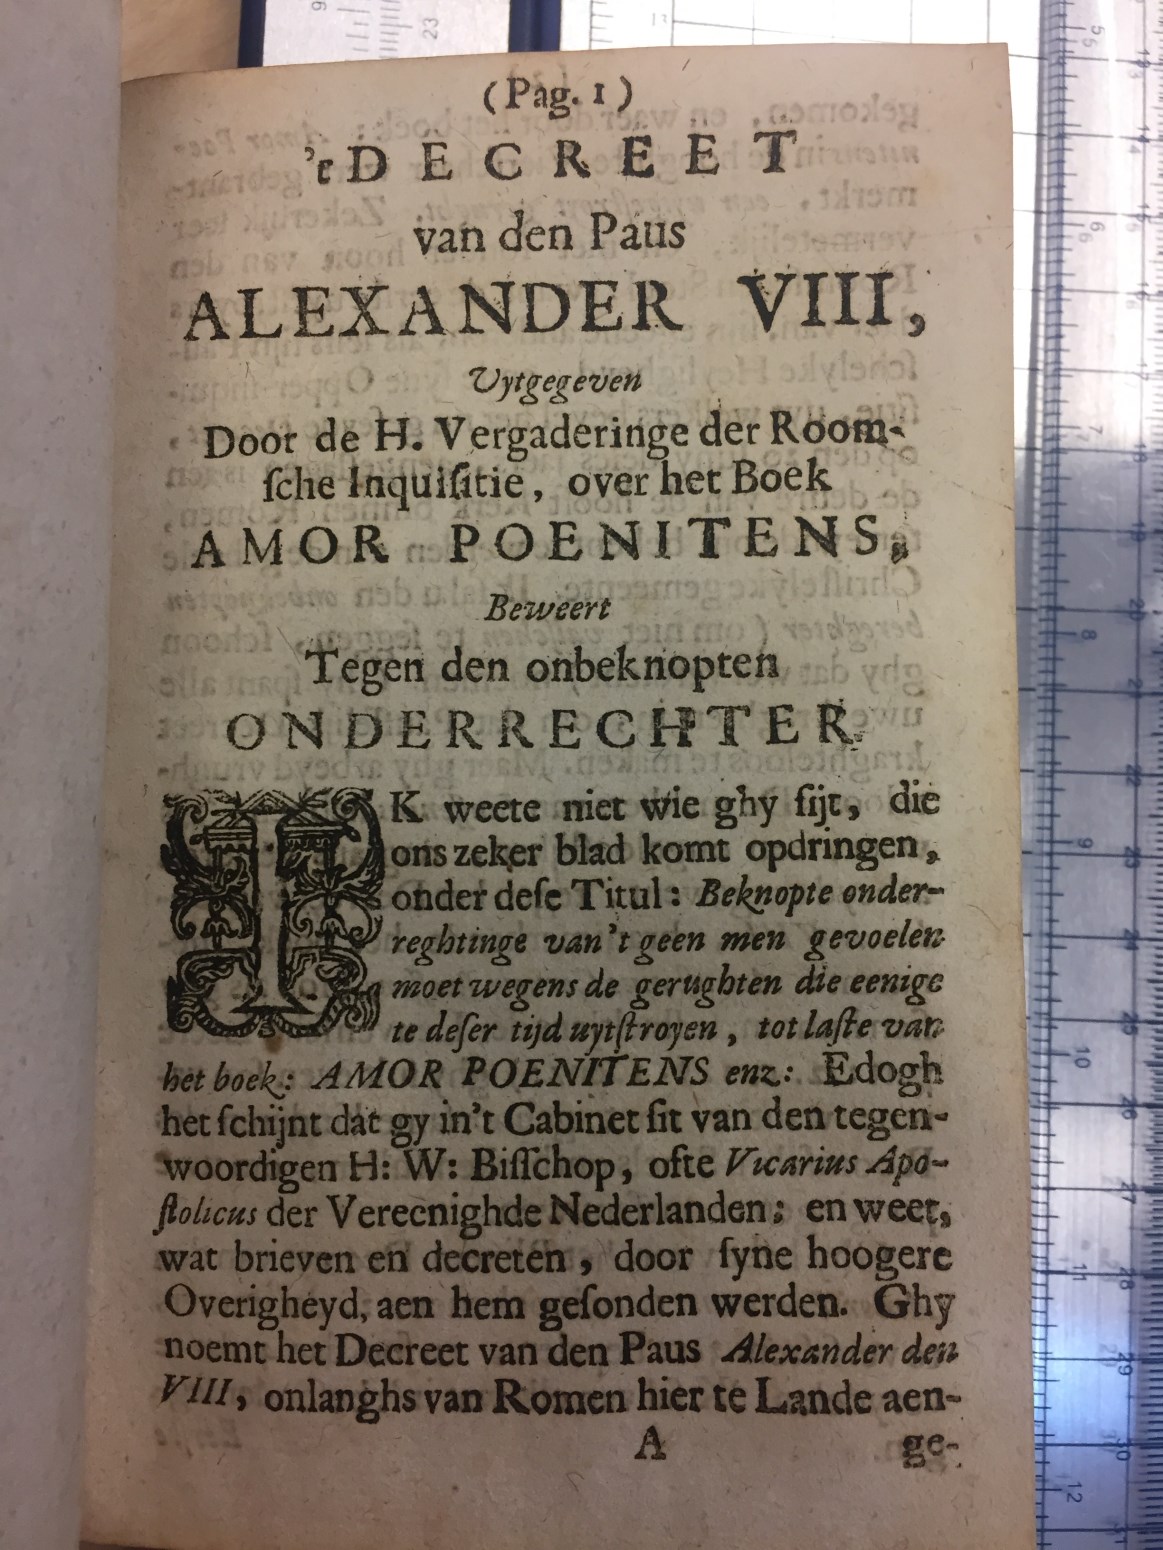 (Pag. 1)
't DECREET
van den Paus
ALEXANDER VIII,
Uytgegeven
Door de H. Vergaderinge der Room-
ſche Inquiſitie, over het Boek
AMOR POENITENS,
Beweert
Tegen den onbeknopten
ONDERRECHTER.
IK weete niet wie ghy ſijt, die
ons zeker blad komt opdringen,
onder deſe Titul: Beknopte onder-
reghtinge van 't geen men gevoelen
moet wegens de gerughten die eenige
te deſer tijd uytſtroyen, tot laſte van
het boek: AMOR POENITENS enz: Edogh
het ſchijnt dat gy in't Cabinet ſit van den tegen-
woordigen H: W: Biſſchop, ofte Vicarius Apo-
ſtolicus der Vereenighde Nederlanden; en weet,
wat brieven en decreten, door ſyne hoogere
Overigheyd, aen hem geſonden werden. Ghy
noemt het Decreet van den Paus Alexander den
VIII, onlanghs van Romen hier te Lande aen-
A ge-